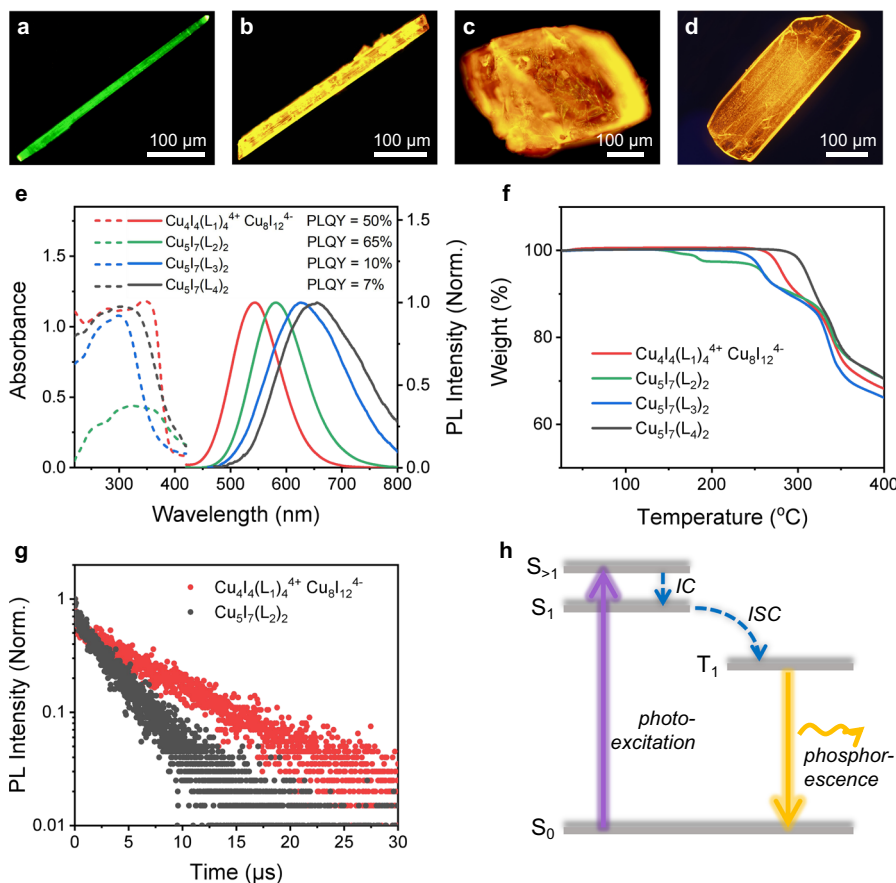 a
100 µm
b
100 µm
c
100 µm
d
100 µm
e
Cu₄I₄(L₁)₄⁴⁺ Cu₈I₁₂⁴⁻ PLQY = 50%
Cu₅I₇(L₂)₂ PLQY = 65%
Cu₅I₇(L₃)₂ PLQY = 10%
Cu₅I₇(L₄)₂ PLQY = 7%
Absorbance
0.0
0.5
1.0
1.5
PL Intensity (Norm.)
0.0
0.5
1.0
300 400 500 600 700 800
Wavelength (nm)
f
Weight (%)
100
90
80
70
60
50
Cu₄I₄(L₁)₄⁴⁺ Cu₈I₁₂⁴⁻
Cu₅I₇(L₂)₂
Cu₅I₇(L₃)₂
Cu₅I₇(L₄)₂
100 200 300 400
Temperature (°C)
g
Cu₄I₄(L₁)₄⁴⁺ Cu₈I₁₂⁴⁻
Cu₅I₇(L₂)₂
PL Intensity (Norm.)
1
0.1
0.01
0 5 10 15 20 25 30
Time (µs)
h
S>₁
IC
S₁
ISC
T₁
photo-
excitation
phosphor-
escence
S₀